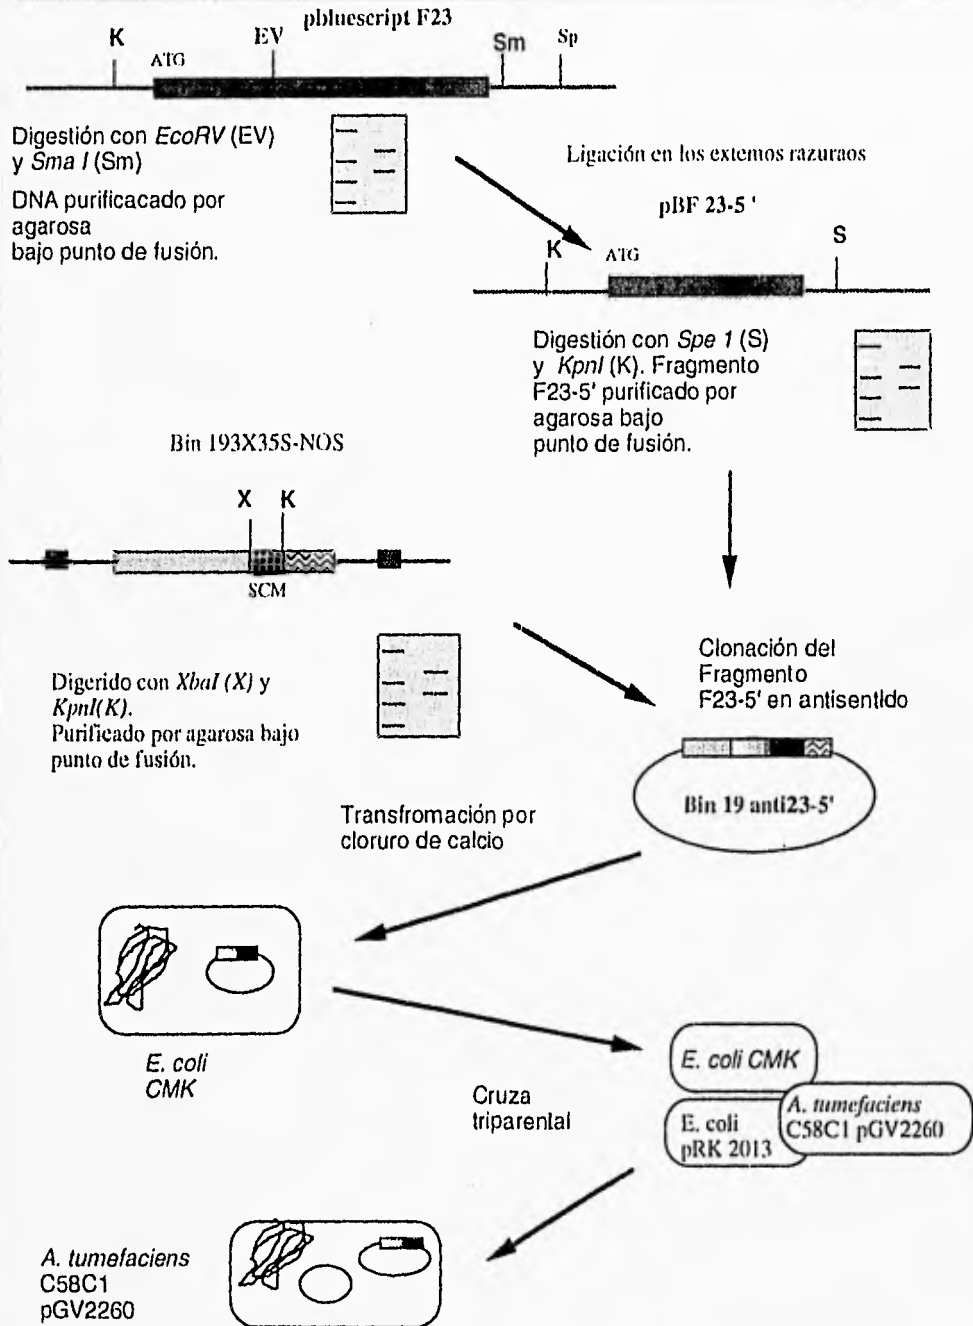 pbluescript F23
K
EV
Sm
Sp
ATG
Digestión con EcoRV (EV)
y Sma I (Sm)
DNA purificacado por
agarosa
bajo punto de fusión.
Ligación en los extemos razuraos
pBF 23-5 '
K
ATG
S
Digestión con Spe 1 (S)
y KpnI (K). Fragmento
F23-5' purificado por
agarosa bajo
punto de fusión.
Bin 193X35S-NOS
X
K
SCM
Digerido con XbaI (X) y
KpnI(K).
Purificado por agarosa bajo
punto de fusión.
Clonación del
Fragmento
F23-5' en antisentido
Bin 19 anti23-5'
Transfromación por
cloruro de calcio
E. coli
CMK
Cruza
triparental
E. coli CMK
E. coli
pRK 2013
A. tumefaciens
C58C1 pGV2260
A. tumefaciens
C58C1
pGV2260